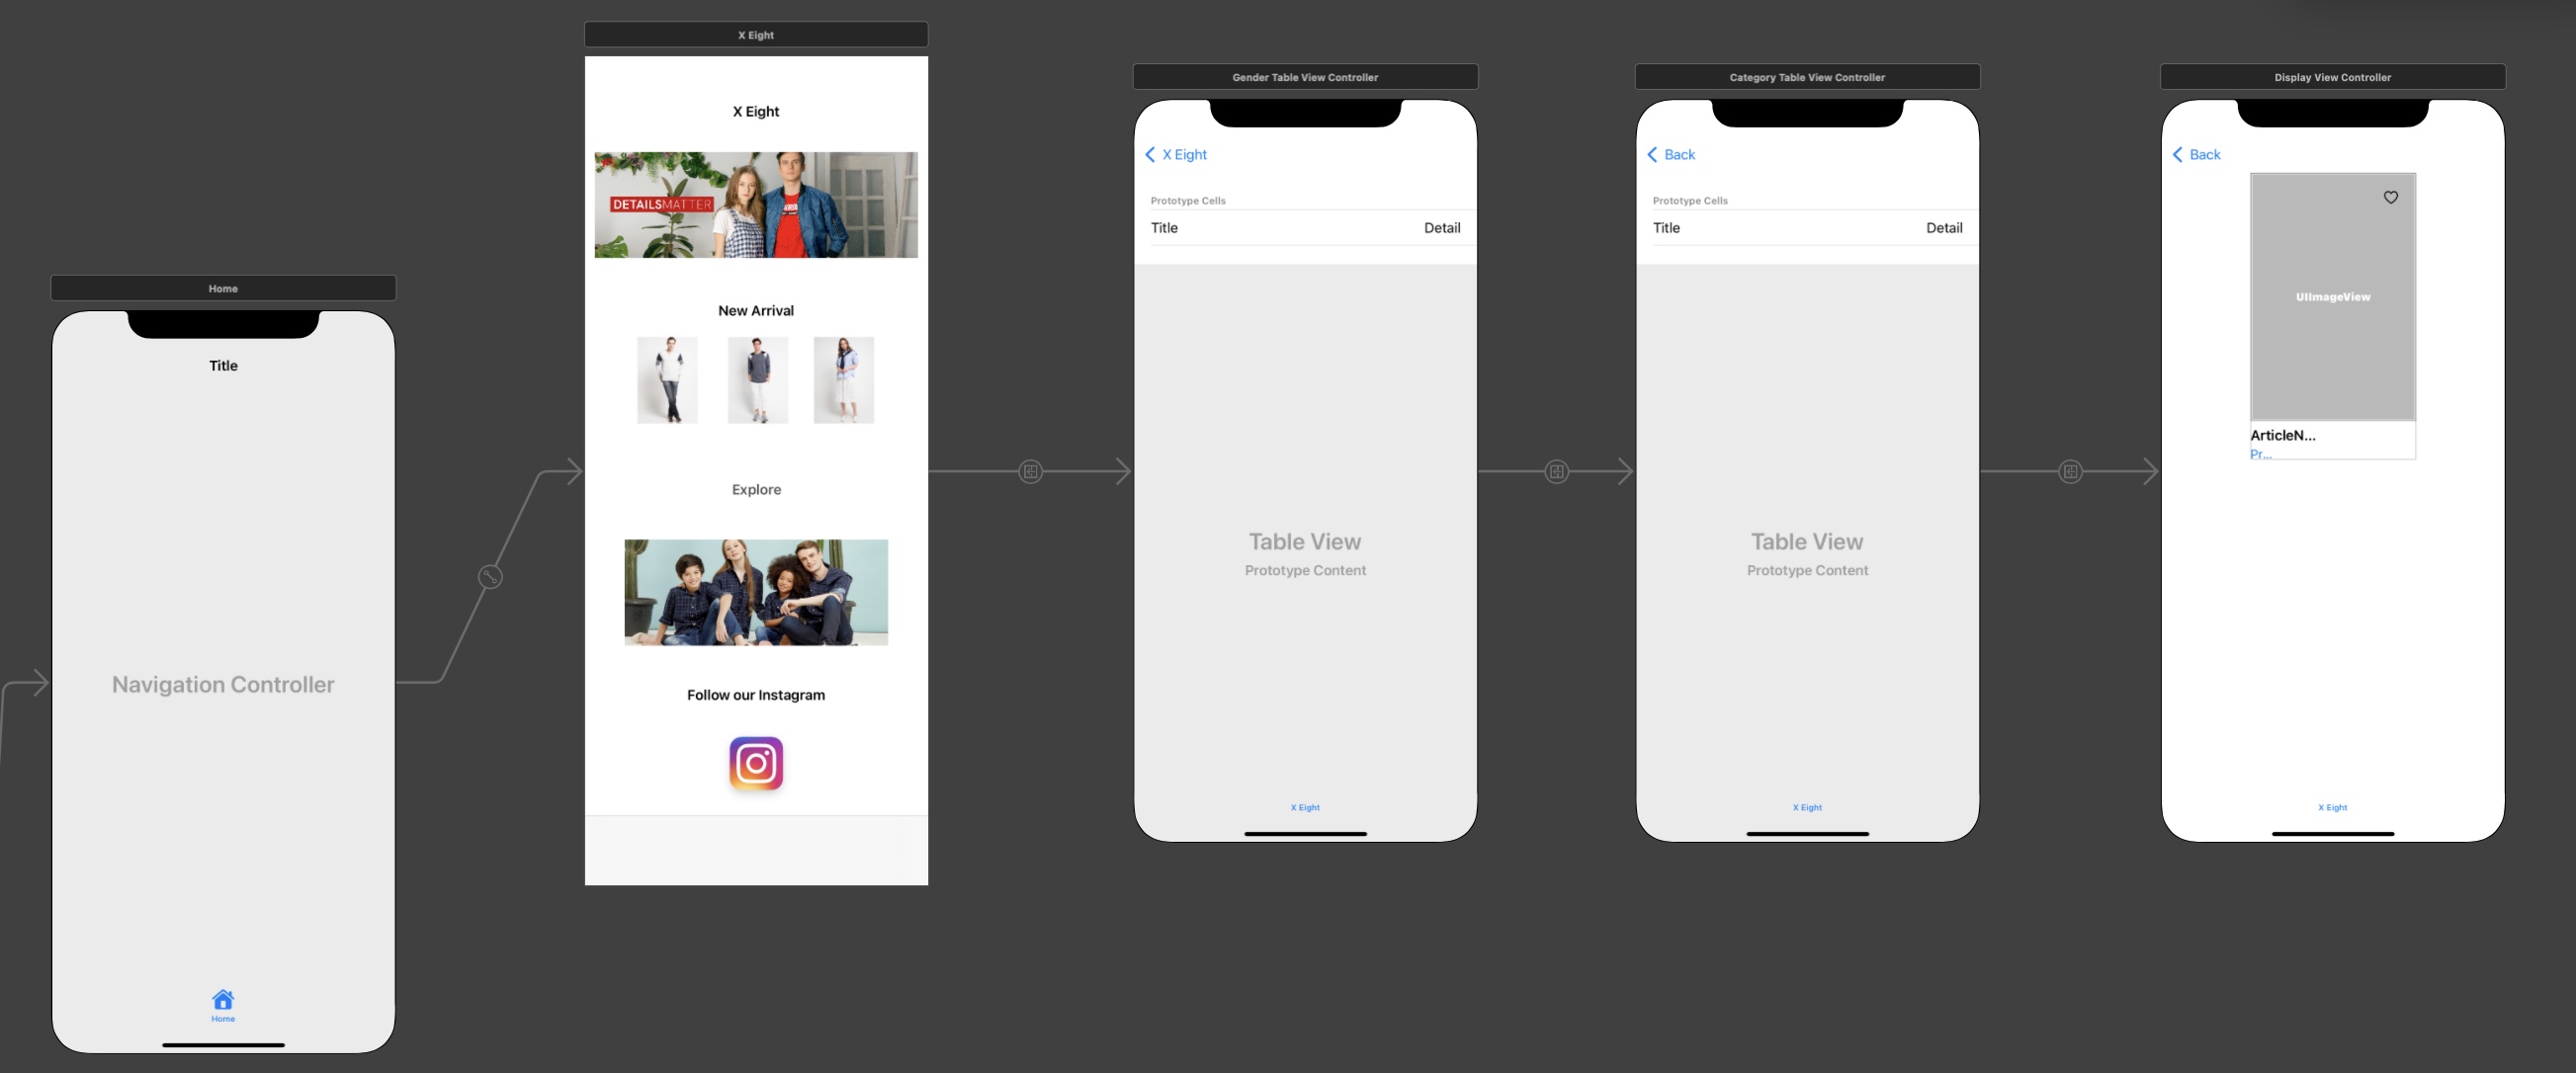 Home
Title
Navigation Controller
Home
X Eight
X Eight
DETAILSMATTER
New Arrival
Explore
Follow our Instagram
Gender Table View Controller
X Eight
Prototype Cells
Title Detail
Table View
Prototype Content
X Eight
Category Table View Controller
Back
Prototype Cells
Title Detail
Table View
Prototype Content
X Eight
Display View Controller
Back
UIImageView
ArticleN...
Pr...
X Eight